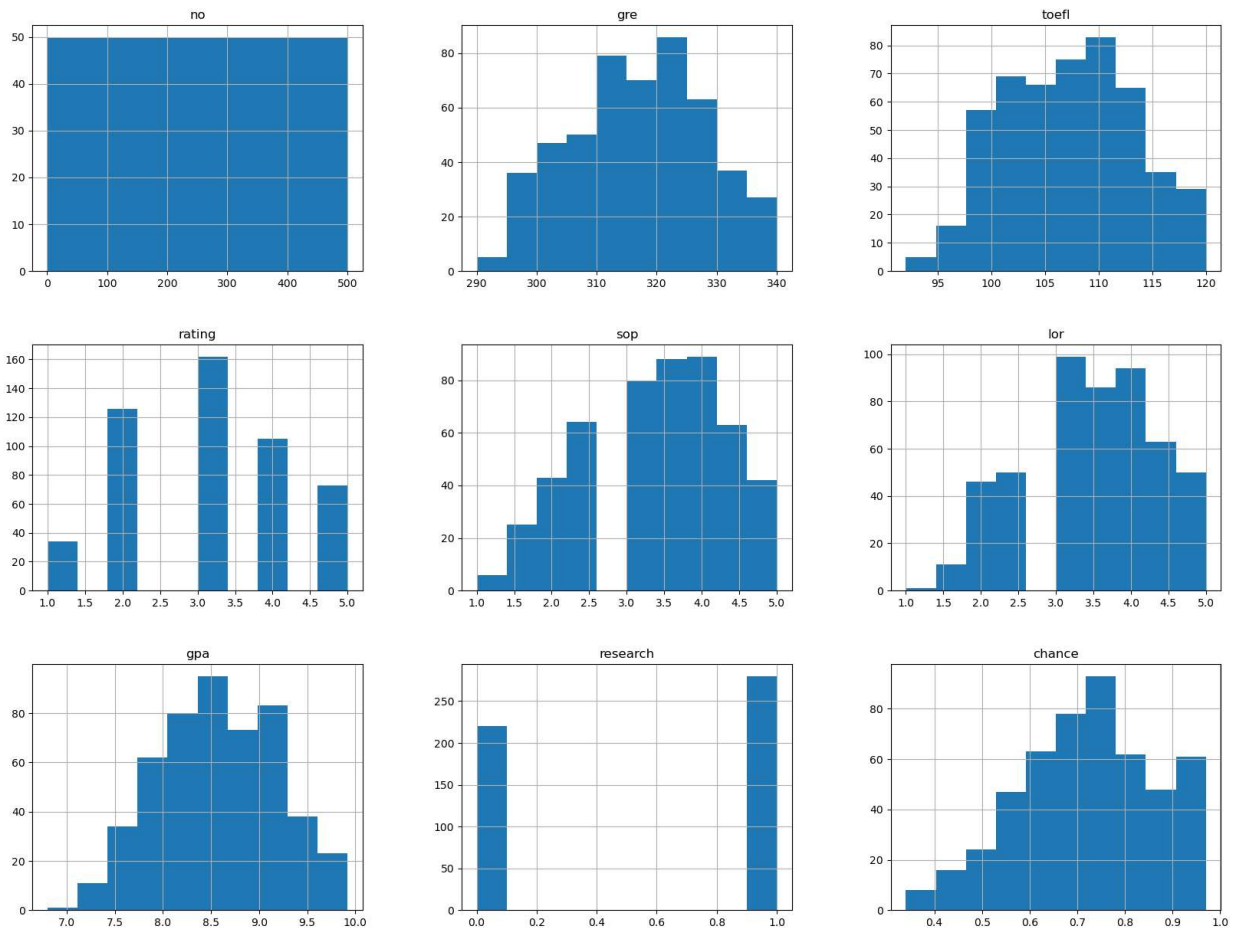 no gre toefl
50 40 30 20 10 0
0 100 200 300 400 500
80 60 40 20 0
290 300 310 320 330 340
80 70 60 50 40 30 20 10 0
95 100 105 110 115 120
rating sop lor
160 140 120 100 80 60 40 20 0
1.0 1.5 2.0 2.5 3.0 3.5 4.0 4.5 5.0
80 60 40 20 0
1.0 1.5 2.0 2.5 3.0 3.5 4.0 4.5 5.0
100 80 60 40 20 0
1.0 1.5 2.0 2.5 3.0 3.5 4.0 4.5 5.0
gpa research chance
80 60 40 20 0
7.0 7.5 8.0 8.5 9.0 9.5 10.0
250 200 150 100 50 0
0.0 0.2 0.4 0.6 0.8 1.0
80 60 40 20 0
0.4 0.5 0.6 0.7 0.8 0.9 1.0